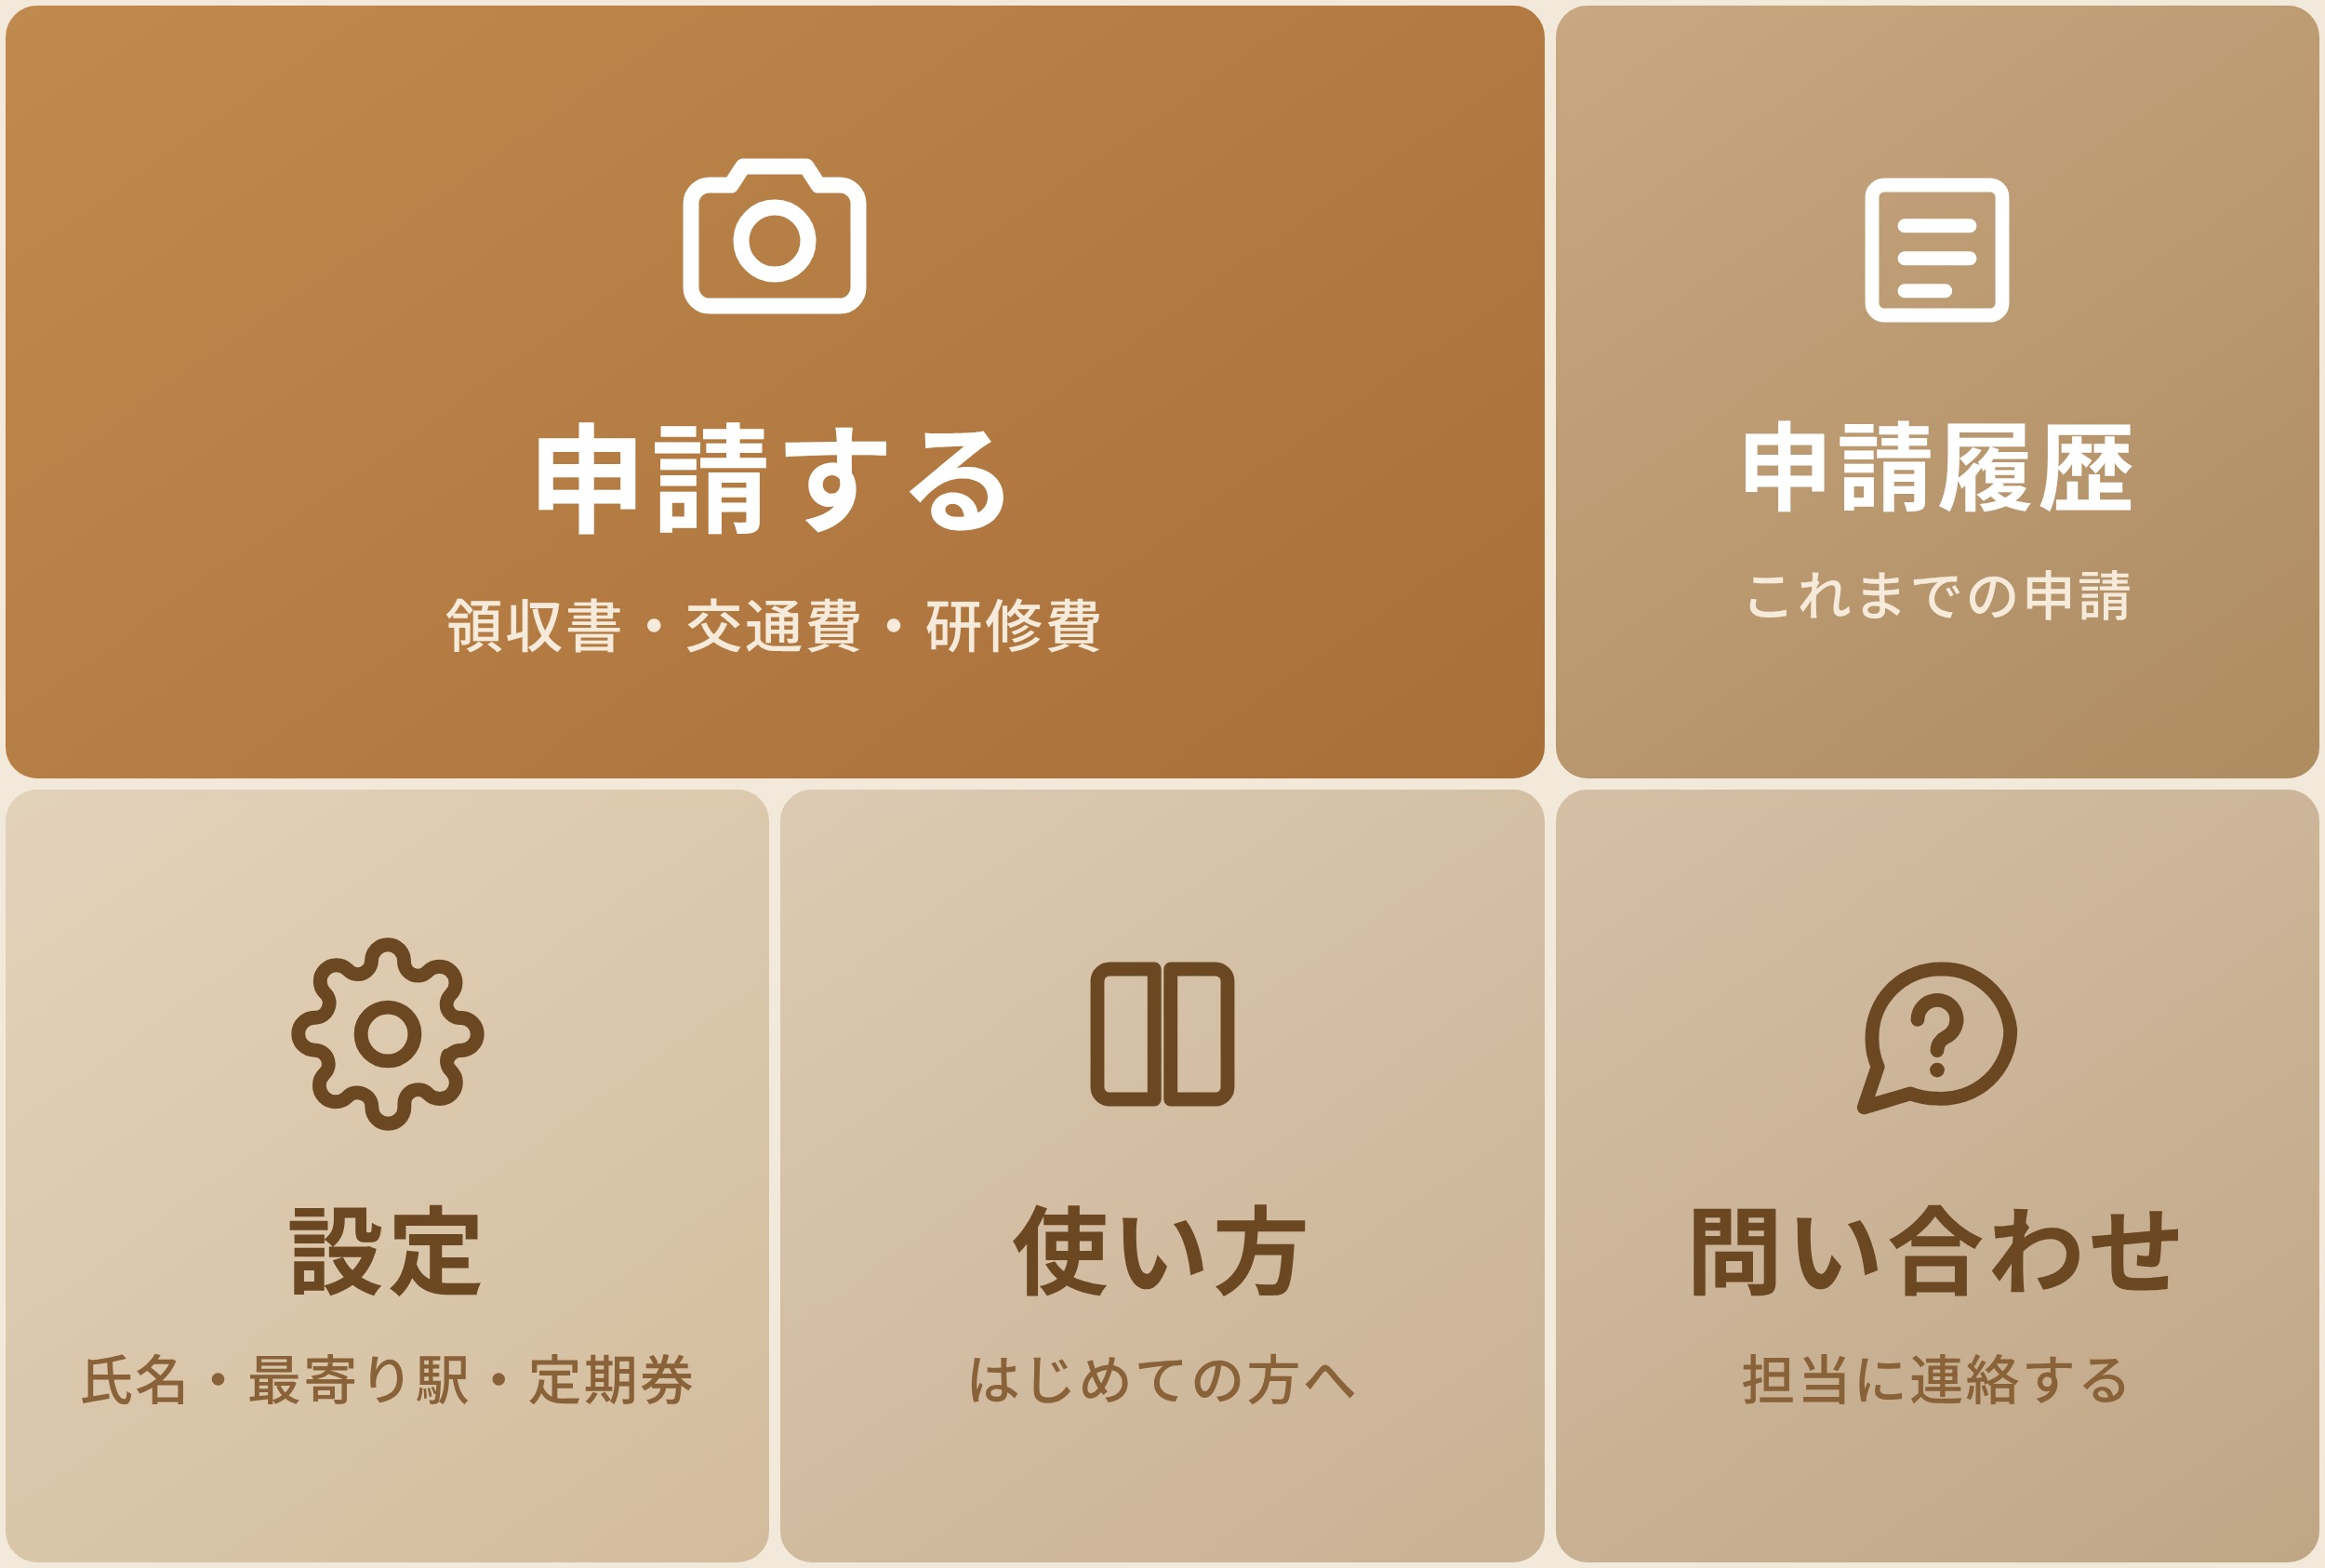 申請する
領収書・交通費・研修費
申請履歴
これまでの申請
設定
氏名・最寄の駅・定期券
使い方
はじめての方へ
問い合わせ
担当に連絡する